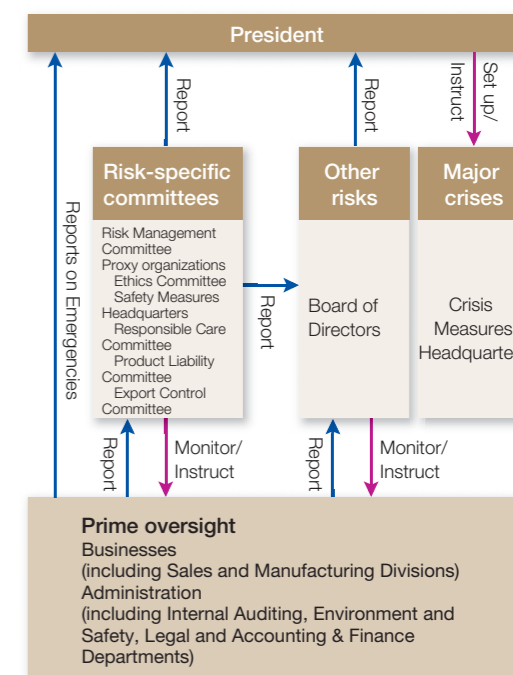 President
Report
Report
Set up/
Instruct
Reports on Emergencies
Risk-specific
committees
Risk Management
Committee
Proxy organizations
Ethics Committee
Safety Measures
Headquarters
Responsible Care
Committee
Product Liability
Committee
Export Control
Committee
Report
Other
risks
Board of
Directors
Major
crises
Crisis
Measures
Headquarte
Report
Monitor/
Instruct
Report
Monitor/
Instruct
Prime oversight
Businesses
(including Sales and Manufacturing Divisions)
Administration
(including Internal Auditing, Environment and
Safety, Legal and Accounting & Finance
Departments)